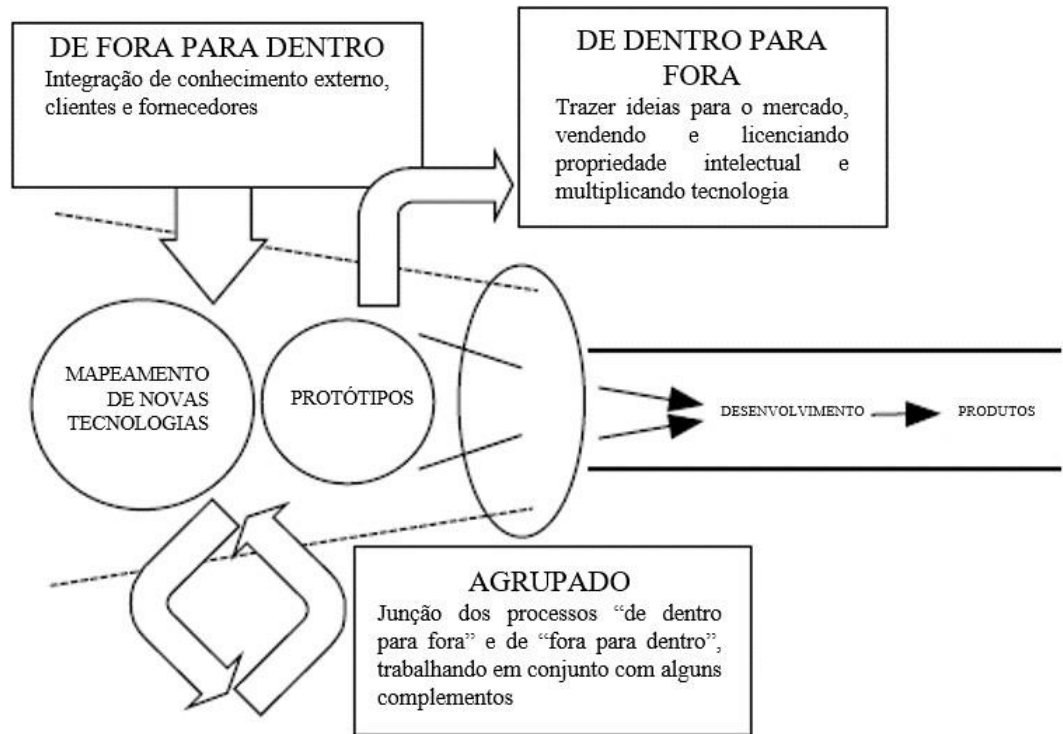 DE FORA PARA DENTRO
Integração de conhecimento externo,
clientes e fornecedores
DE DENTRO PARA
FORA
Trazer ideias para o mercado,
vendendo e licenciando
propriedade intelectual e
multiplicando tecnologia
MAPEAMENTO
DE NOVAS
TECNOLOGIAS
PROTÓTIPOS
DESENVOLVIMENTO
PRODUTOS
AGRUPADO
Junção dos processos “de dentro
para fora” e de “fora para dentro”,
trabalhando em conjunto com alguns
complementos